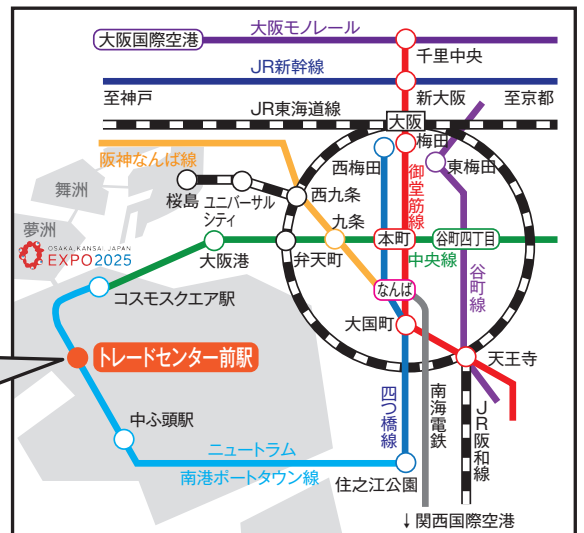 大阪モノレール
大阪国際空港
千里中央
JR新幹線
至神戸
新大阪
至京都
JR東海道線
大阪
梅田
阪神なんば線
西梅田
東梅田
御堂筋線
舞洲
桜島
ユニバーサル
シティ
西九条
夢洲
九条
本町
谷町四丁目
OSAKA, KANSAI, JAPAN
EXPO2025
大阪港
弁天町
中央線
谷町線
コスモスクエア駅
なんば
大国町
トレードセンター前駅
天王寺
四つ橋線
南海電鉄
JR阪和線
中ふ頭駅
ニュートラム
南港ポートタウン線
住之江公園
↓関西国際空港